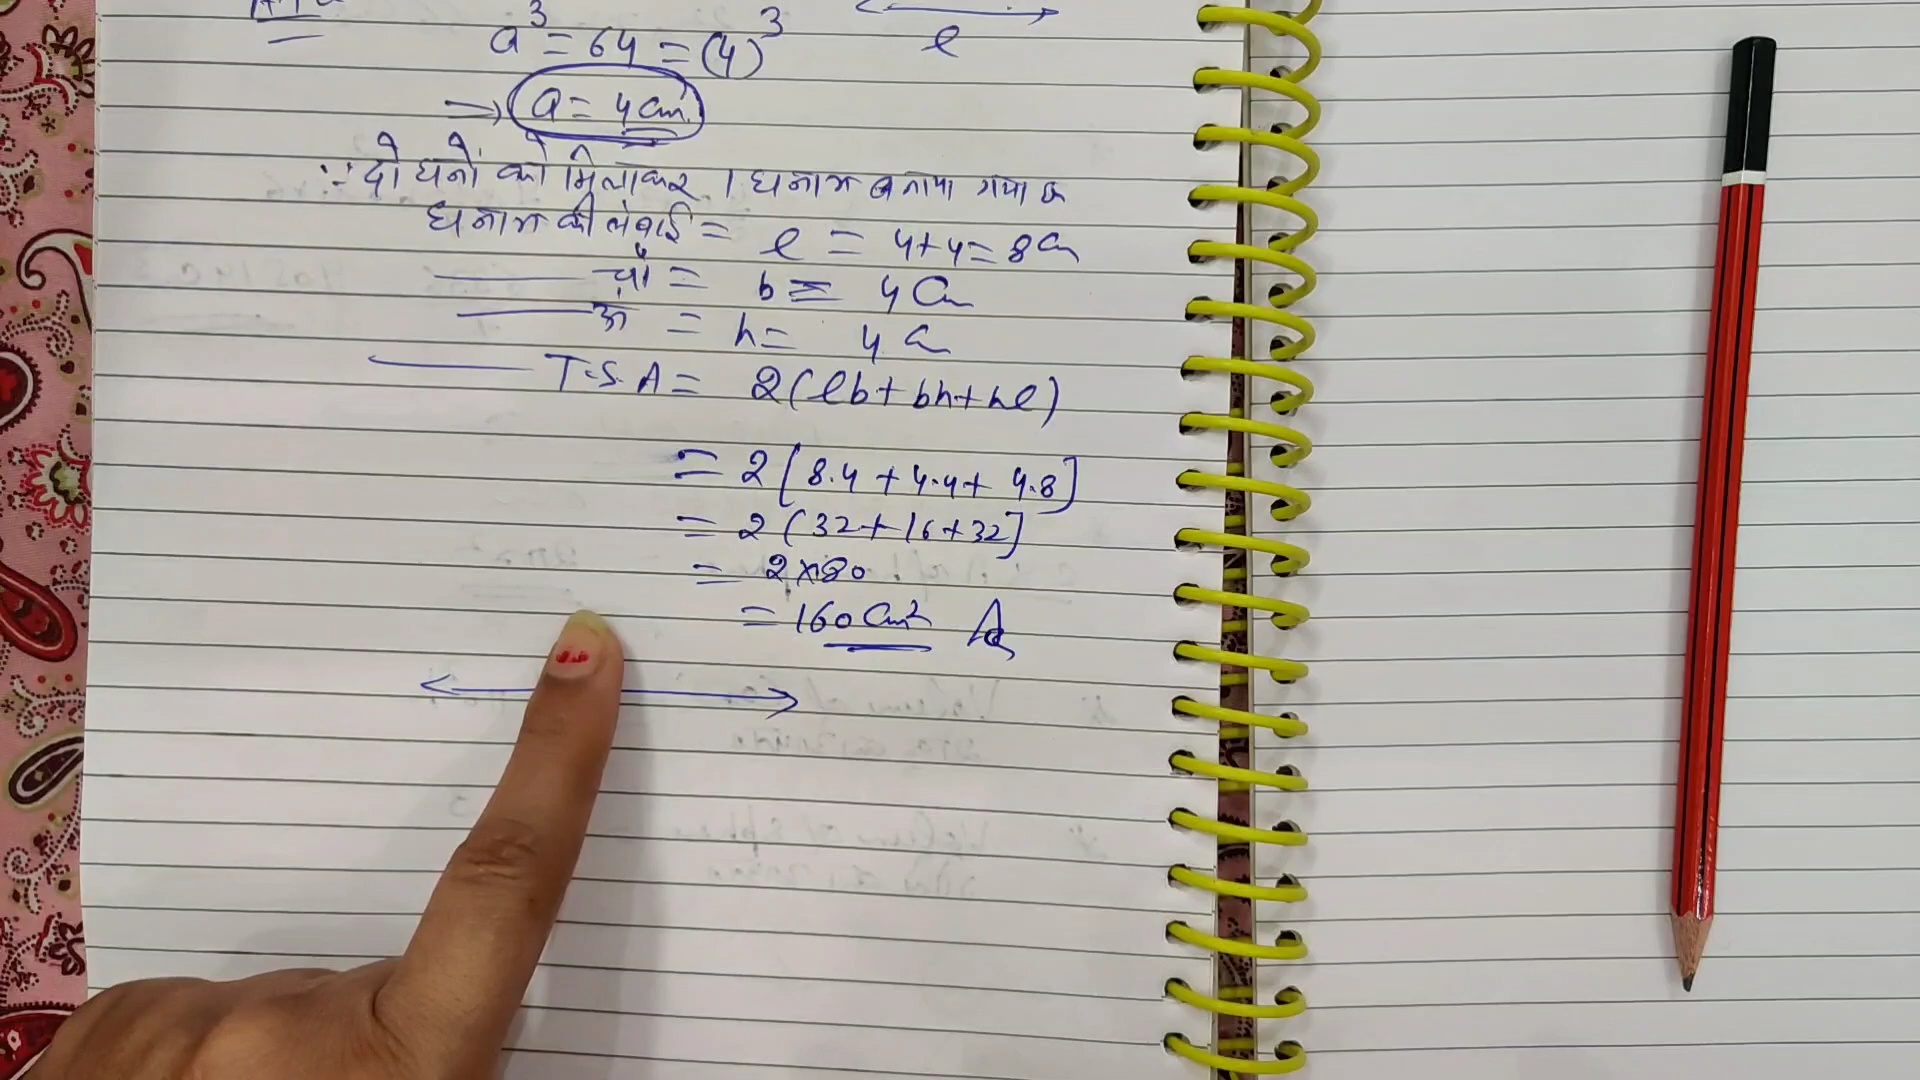 l
a³ = 64 = (4)³
⇒ a = 4 cm.
∵ दो घनों को मिलाकर 1 घनाभ बनाया गया
घनाभ की लंबाई = l = 4+4 = 8 cm
चौ = b = 4 cm
ऊँ = h = 4 cm
T.S.A = 2(lb+bh+hl)
= 2[8.4 + 4.4 + 4.8]
= 2(32+16+32]
= 2×80
= 160 cm² A